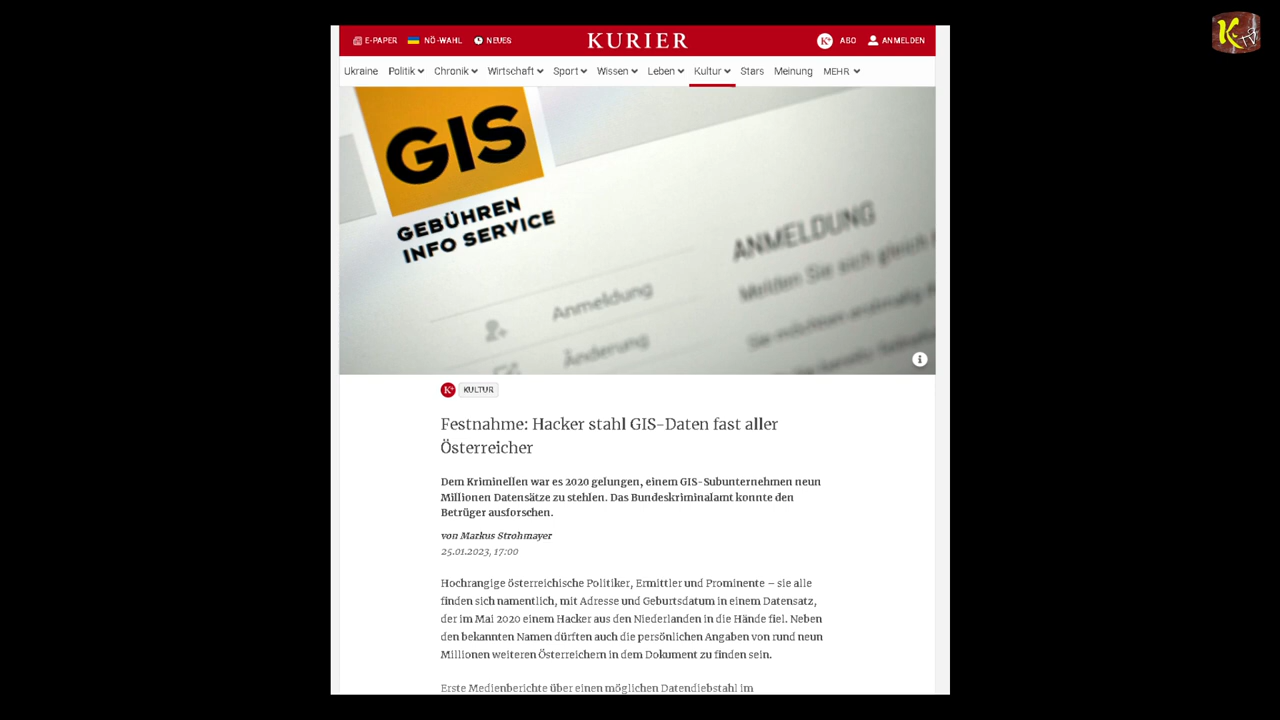 E-PAPER NÖ-WAHL NEUES KURIER K+ ABO ANMELDEN
Ukraine Politik Chronik Wirtschaft Sport Wissen Leben Kultur Stars Meinung MEHR
GIS
GEBÜHREN
INFO SERVICE
ANMELDUNG
Melden Sie sich gleich
Anmeldung
Sie möchten
Änderung
K+ KULTUR
Festnahme: Hacker stahl GIS-Daten fast aller
Österreicher
Dem Kriminellen war es 2020 gelungen, einem GIS-Subunternehmen neun
Millionen Datensätze zu stehlen. Das Bundeskriminalamt konnte den
Betrüger ausforschen.
von Markus Strohmayer
25.01.2023, 17:00
Hochrangige österreichische Politiker, Ermittler und Prominente – sie alle
finden sich namentlich, mit Adresse und Geburtsdatum in einem Datensatz,
der im Mai 2020 einem Hacker aus den Niederlanden in die Hände fiel. Neben
den bekannten Namen dürften auch die persönlichen Angaben von rund neun
Millionen weiteren Österreichern in dem Dokument zu finden sein.
Erste Medienberichte über einen möglichen Datendiebstahl im